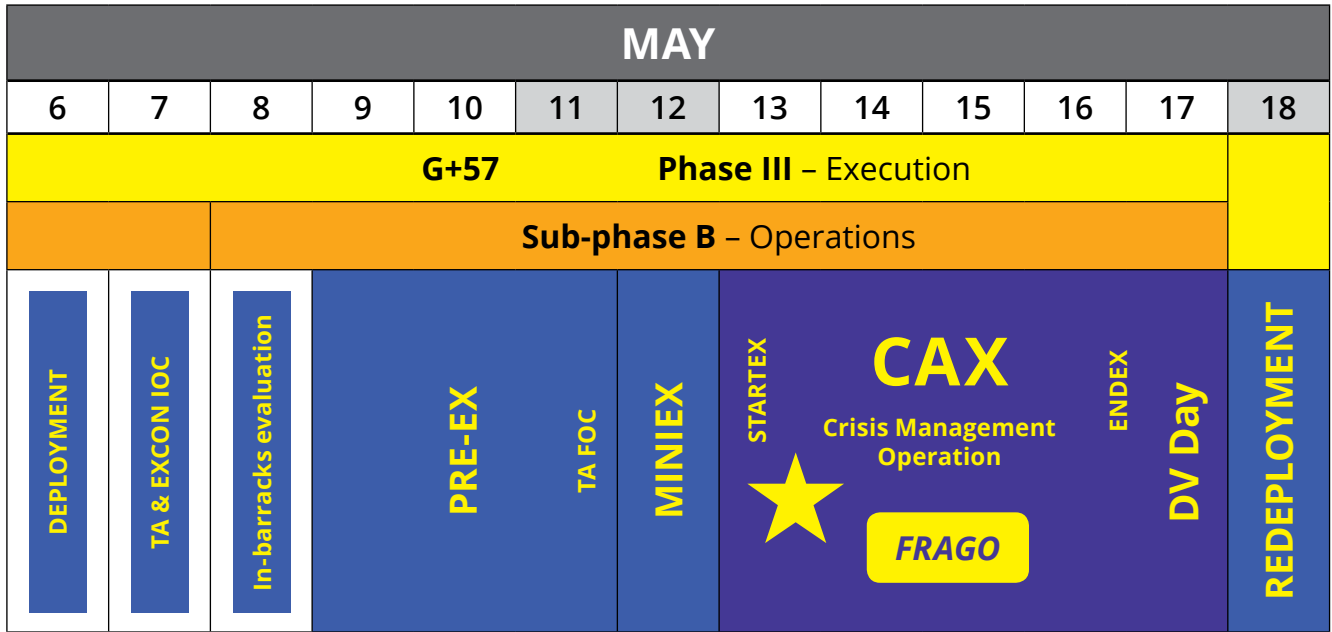 MAY
6 7 8 9 10 11 12 13 14 15 16 17 18
G+57 Phase III – Execution
Sub-phase B – Operations
DEPLOYMENT
TA & EXCON IOC
In-barracks evaluation
PRE-EX
TA FOC
MINIEX
STARTEX
CAX
Crisis Management
Operation
FRAGO
ENDEX
DV Day
REDEPLOYMENT